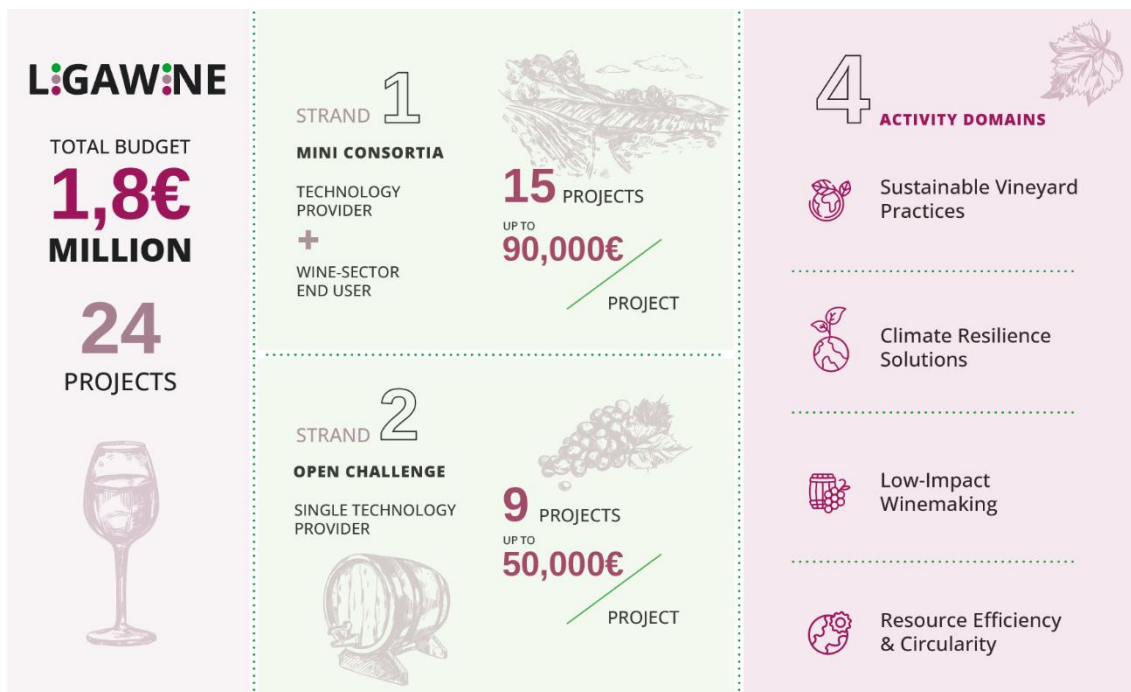 LIGAWINE
TOTAL BUDGET
1,8€
MILLION
24
PROJECTS
STRAND 1
MINI CONSORTIA
TECHNOLOGY
PROVIDER
+
WINE-SECTOR
END USER
15 PROJECTS
UP TO
90,000€
PROJECT
STRAND 2
OPEN CHALLENGE
SINGLE TECHNOLOGY
PROVIDER
9 PROJECTS
UP TO
50,000€
PROJECT
4 ACTIVITY DOMAINS
Sustainable Vineyard
Practices
Climate Resilience
Solutions
Low-Impact
Winemaking
Resource Efficiency
& Circularity